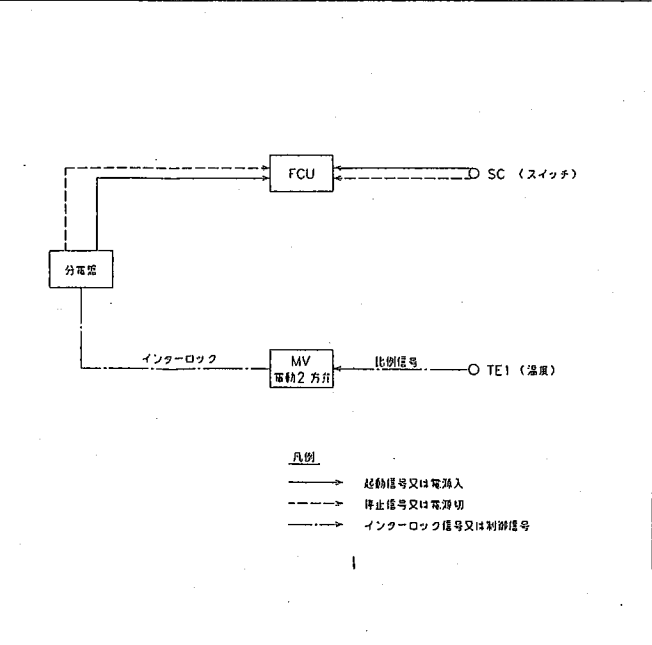 FCU
SC (スイッチ)
分電盤
インターロック
MV
電動2方弁
比例信号
TE1 (温度)
凡例
起動信号又は電源入
停止信号又は電源切
インターロック信号又は制御信号